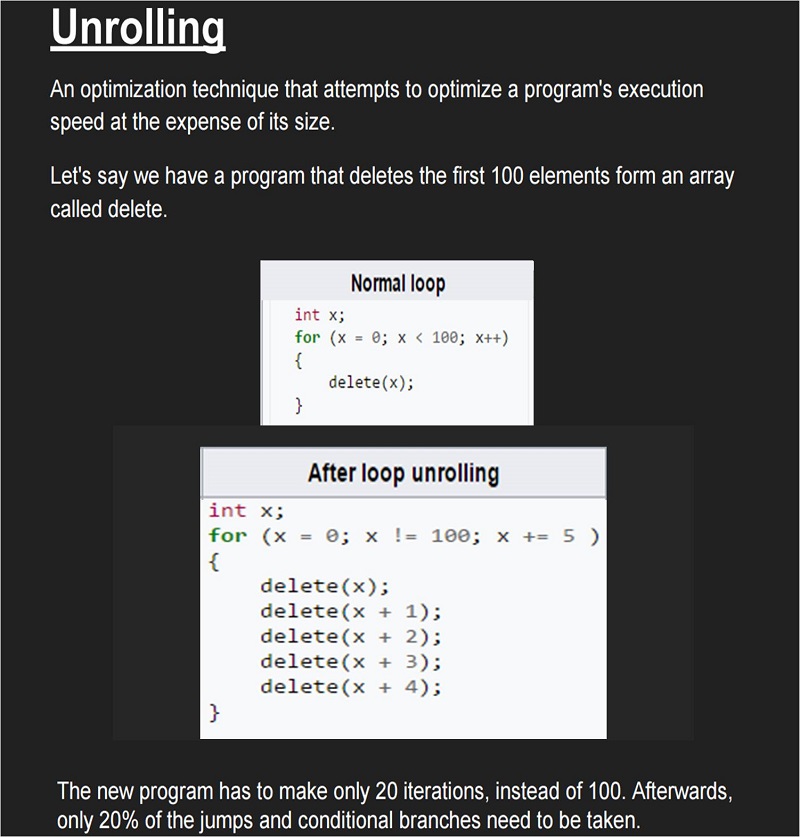 Unrolling
An optimization technique that attempts to optimize a program's execution
speed at the expense of its size.
Let's say we have a program that deletes the first 100 elements form an array
called delete.
Normal loop
int x;
for (x = 0; x < 100; x++)
{
    delete(x);
}
After loop unrolling
int x;
for (x = 0; x != 100; x += 5 )
{
    delete(x);
    delete(x + 1);
    delete(x + 2);
    delete(x + 3);
    delete(x + 4);
}
The new program has to make only 20 iterations, instead of 100. Afterwards,
only 20% of the jumps and conditional branches need to be taken.